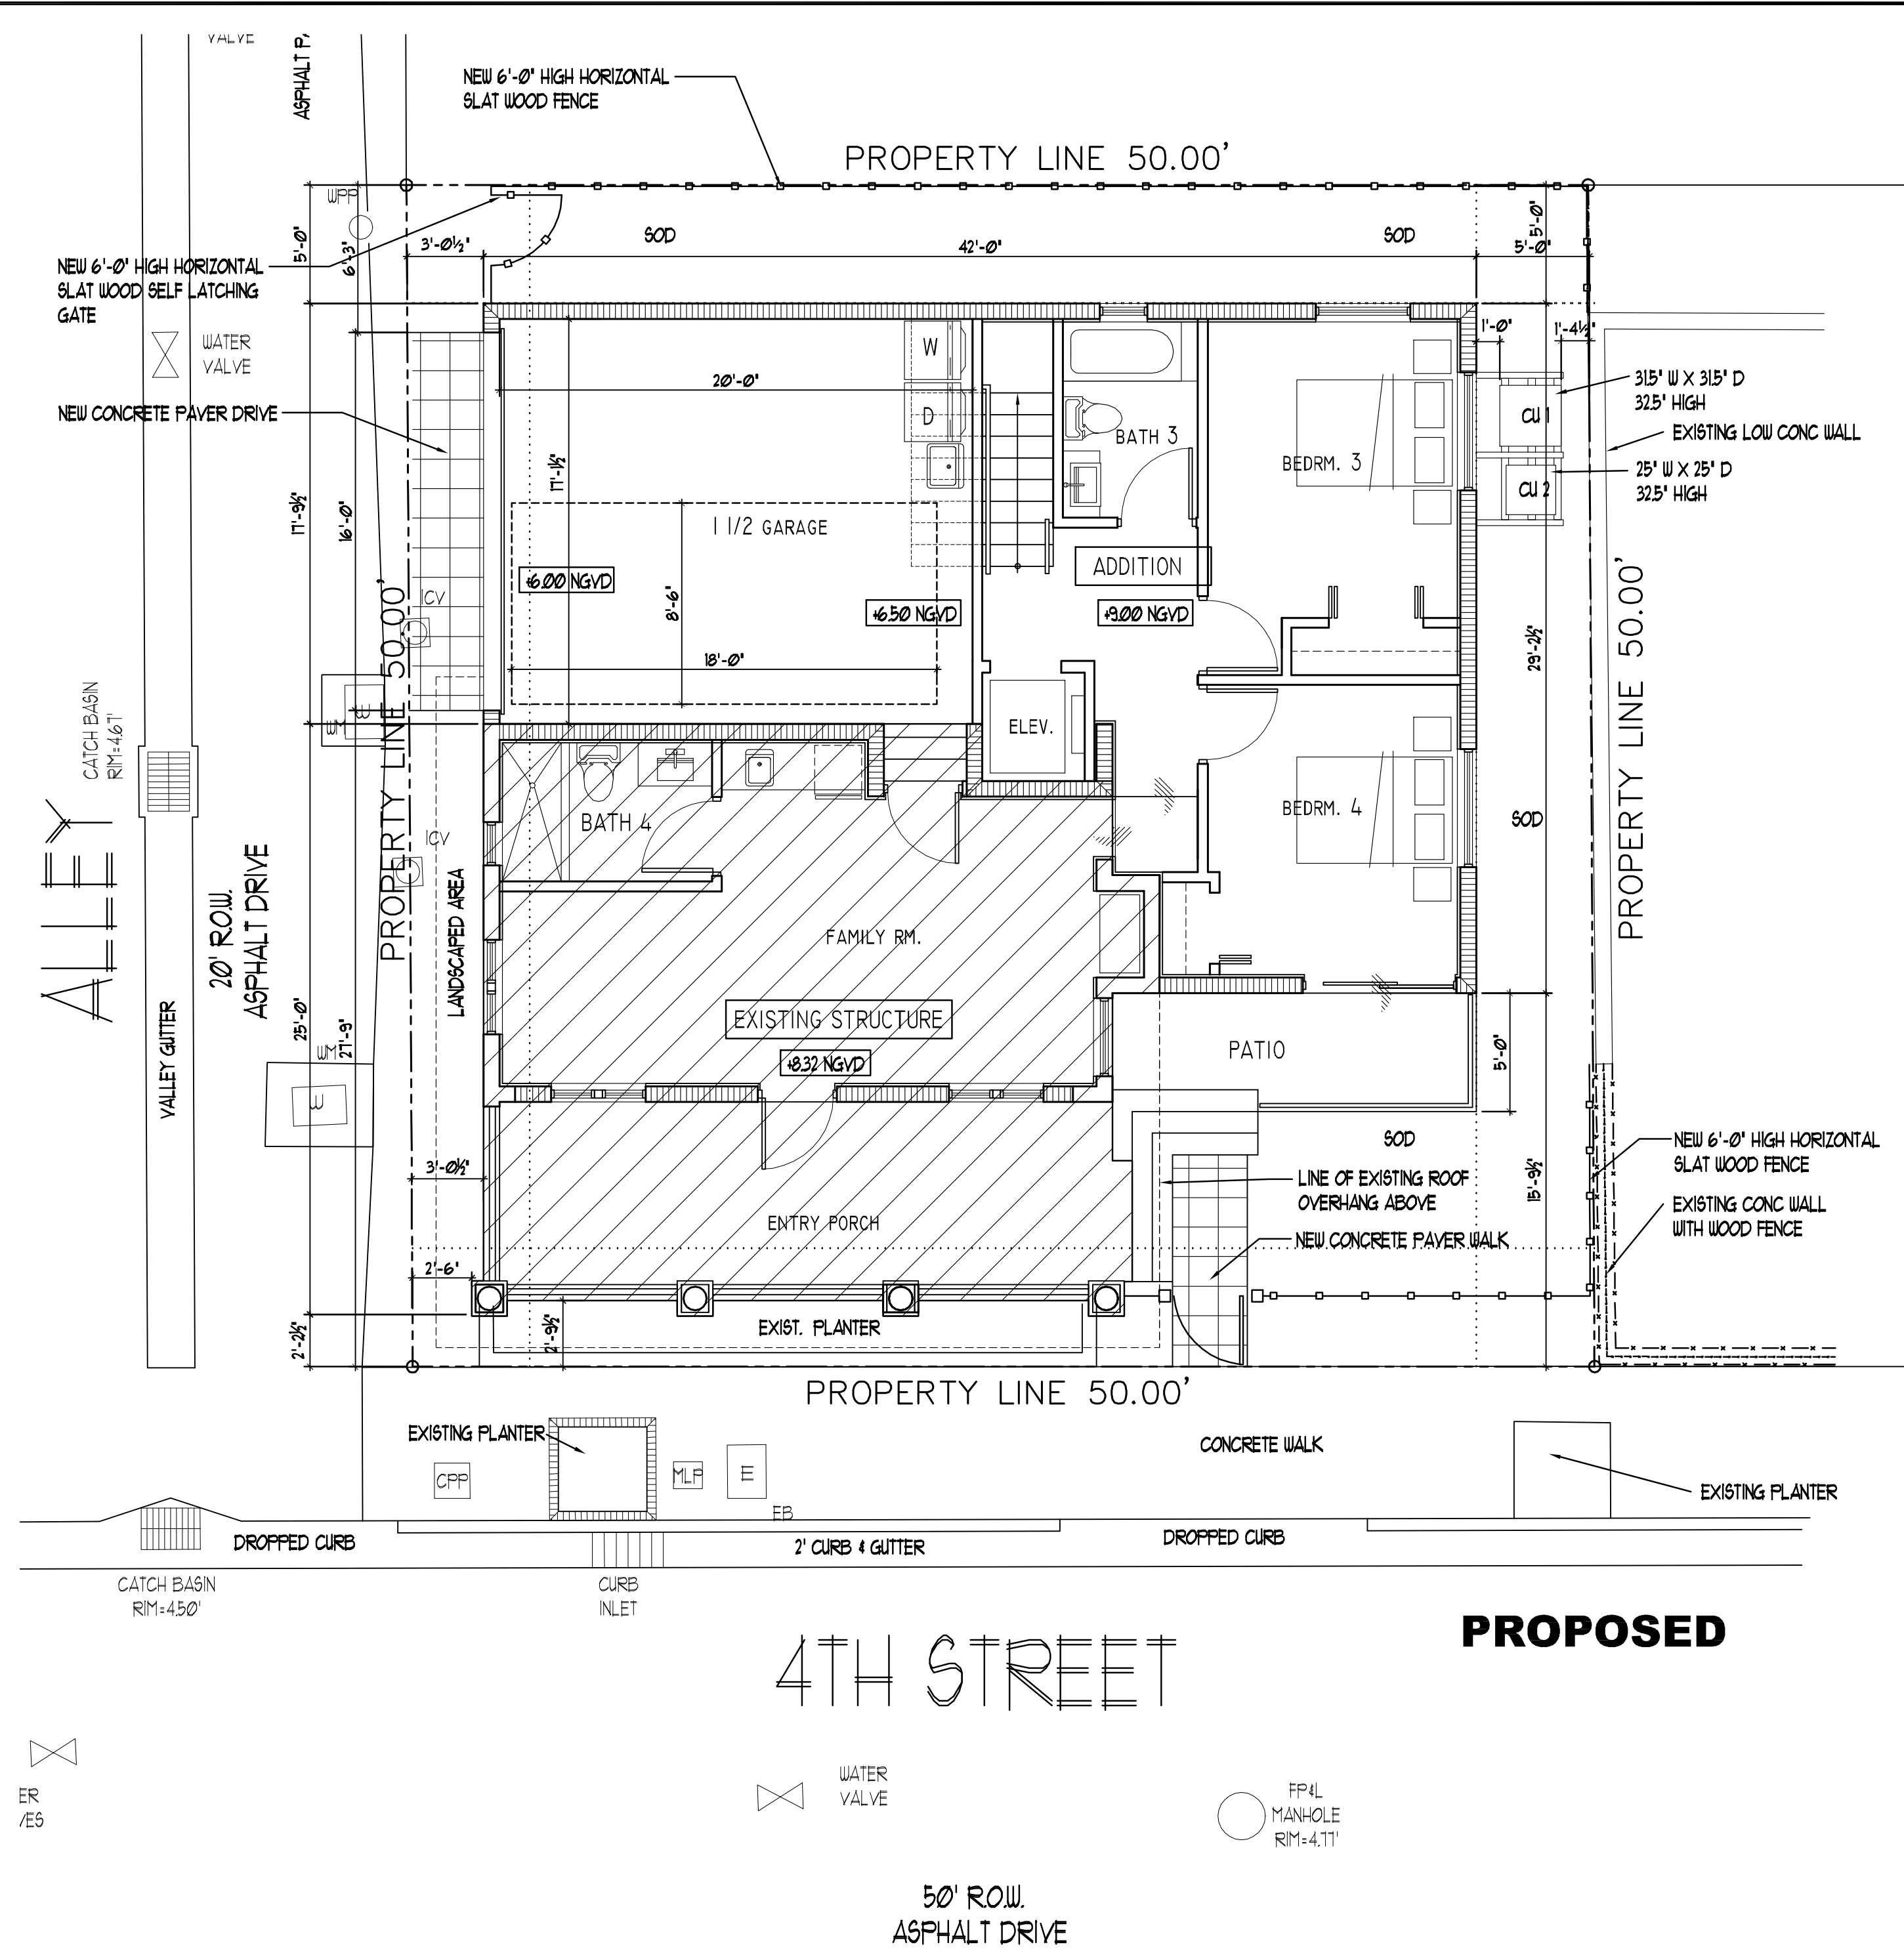 VALVE
ASPHALT P
NEW 6'-0" HIGH HORIZONTAL
SLAT WOOD FENCE
PROPERTY LINE 50.00'
WPP
5'-0"
6'-3"
3'-0½"
SOD
42'-0"
SOD
5'-0"
5'-0"
NEW 6'-0" HIGH HORIZONTAL
SLAT WOOD SELF LATCHING
GATE
WATER
VALVE
NEW CONCRETE PAVER DRIVE
1'-0"
1'-4½"
31.5" W X 31.5" D
32.5" HIGH
EXISTING LOW CONC WALL
25" W X 25" D
32.5" HIGH
CU 1
CU 2
W
D
20'-0"
17'-1½"
17'-9½"
16'-0"
1 1/2 GARAGE
BATH 3
BEDRM. 3
ADDITION
+6.00 NGVD
+6.50 NGVD
+9.00 NGVD
8'-6"
18'-0"
ICV
PROPERTY LINE 50.00'
PROPERTY LINE 50.00'
29'-2½"
CATCH BASIN
RIM=4.67'
WM
W
ELEV.
BATH 4
BEDRM. 4
SOD
ALLEY
20' R.O.W.
ASPHALT DRIVE
ICV
LANDSCAPED AREA
FAMILY RM.
EXISTING STRUCTURE
+8.32 NGVD
PATIO
5'-0"
VALLEY GUTTER
25'-0"
27'-9"
WM
W
SOD
NEW 6'-0" HIGH HORIZONTAL
SLAT WOOD FENCE
EXISTING CONC WALL
WITH WOOD FENCE
3'-0½"
LINE OF EXISTING ROOF
OVERHANG ABOVE
15'-9½"
ENTRY PORCH
NEW CONCRETE PAVER WALK
2'-6"
2'-2½"
2'-9½"
EXIST. PLANTER
PROPERTY LINE 50.00'
EXISTING PLANTER
CPP
MLP
E
EB
CONCRETE WALK
EXISTING PLANTER
DROPPED CURB
2' CURB & GUTTER
DROPPED CURB
CATCH BASIN
RIM=4.50'
CURB
INLET
PROPOSED
4TH STREET
ER
/ES
WATER
VALVE
FP&L
MANHOLE
RIM=4.77'
50' R.O.W.
ASPHALT DRIVE